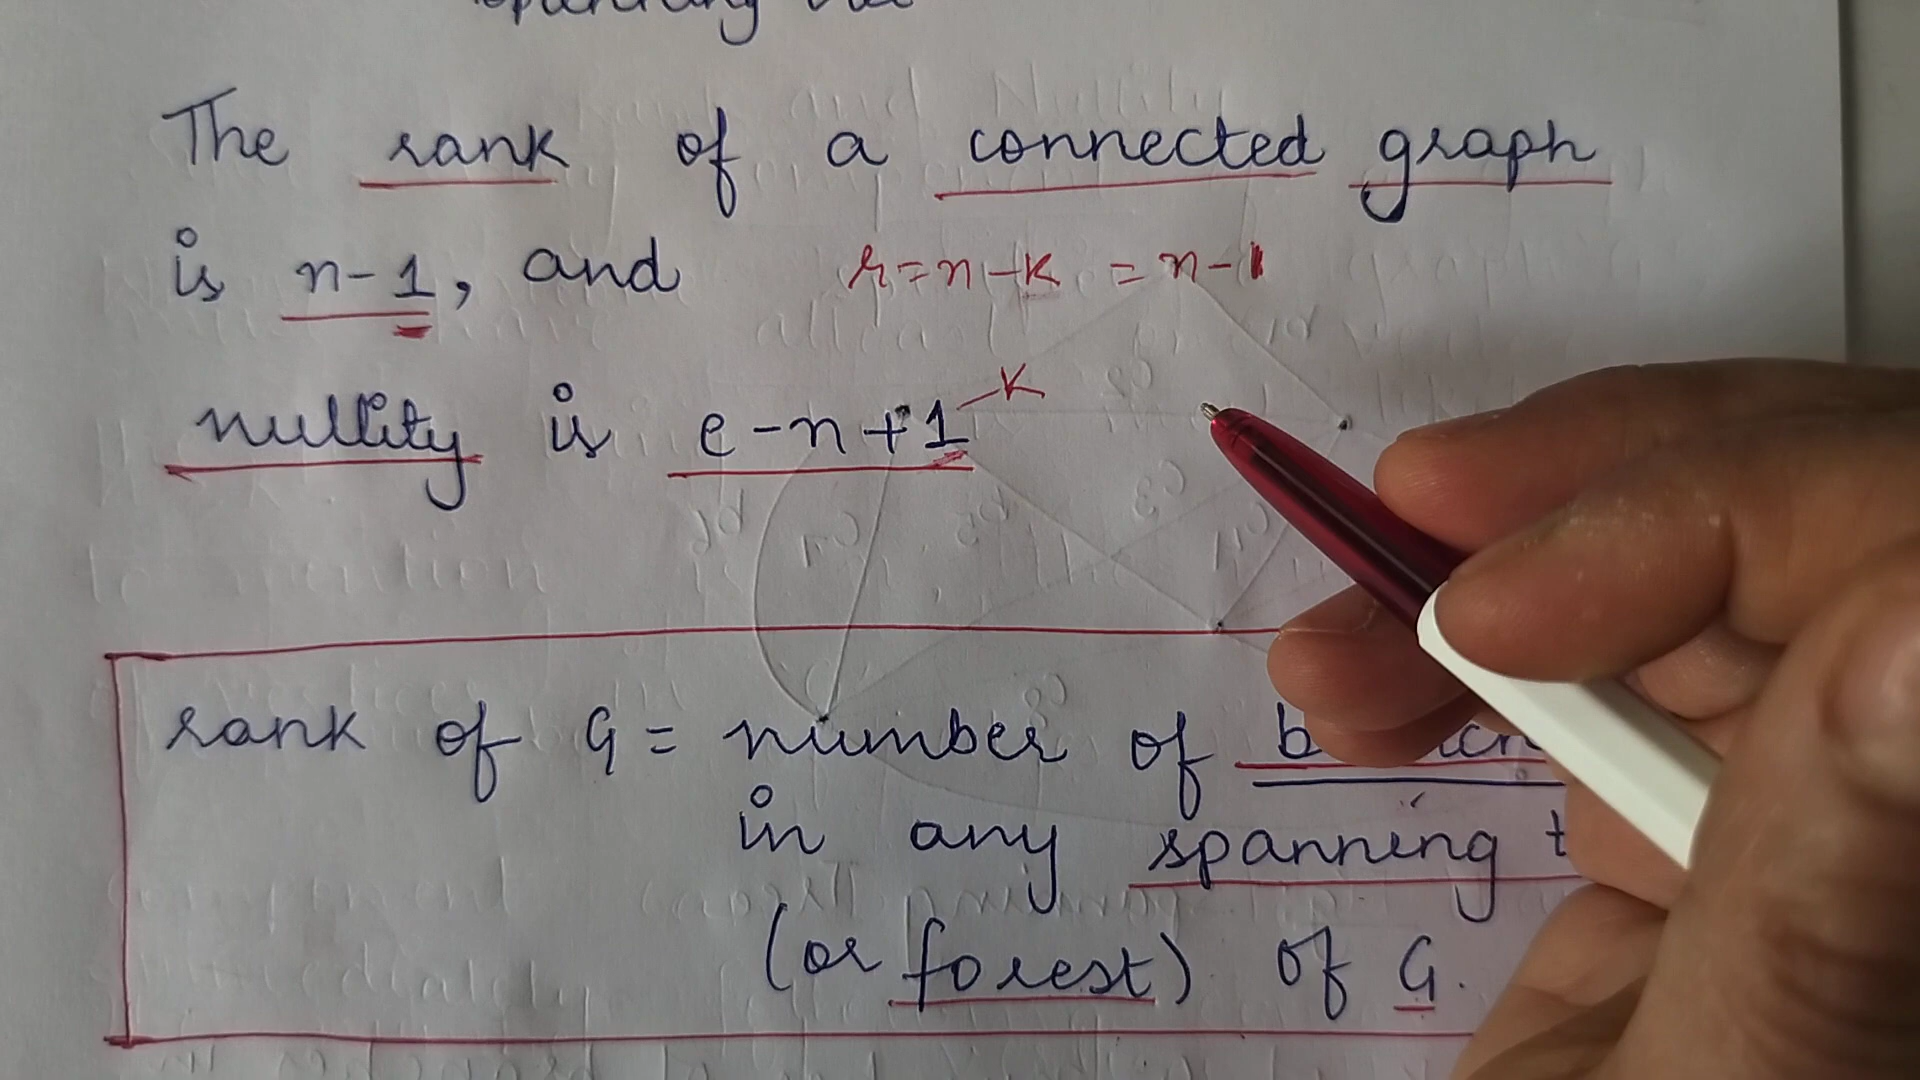 spanning
The rank of a connected graph
is n-1, and r=n-k = n-1
nullity is e-n+1 k
rank of G = number of
in any spanning
(or forest) of G.